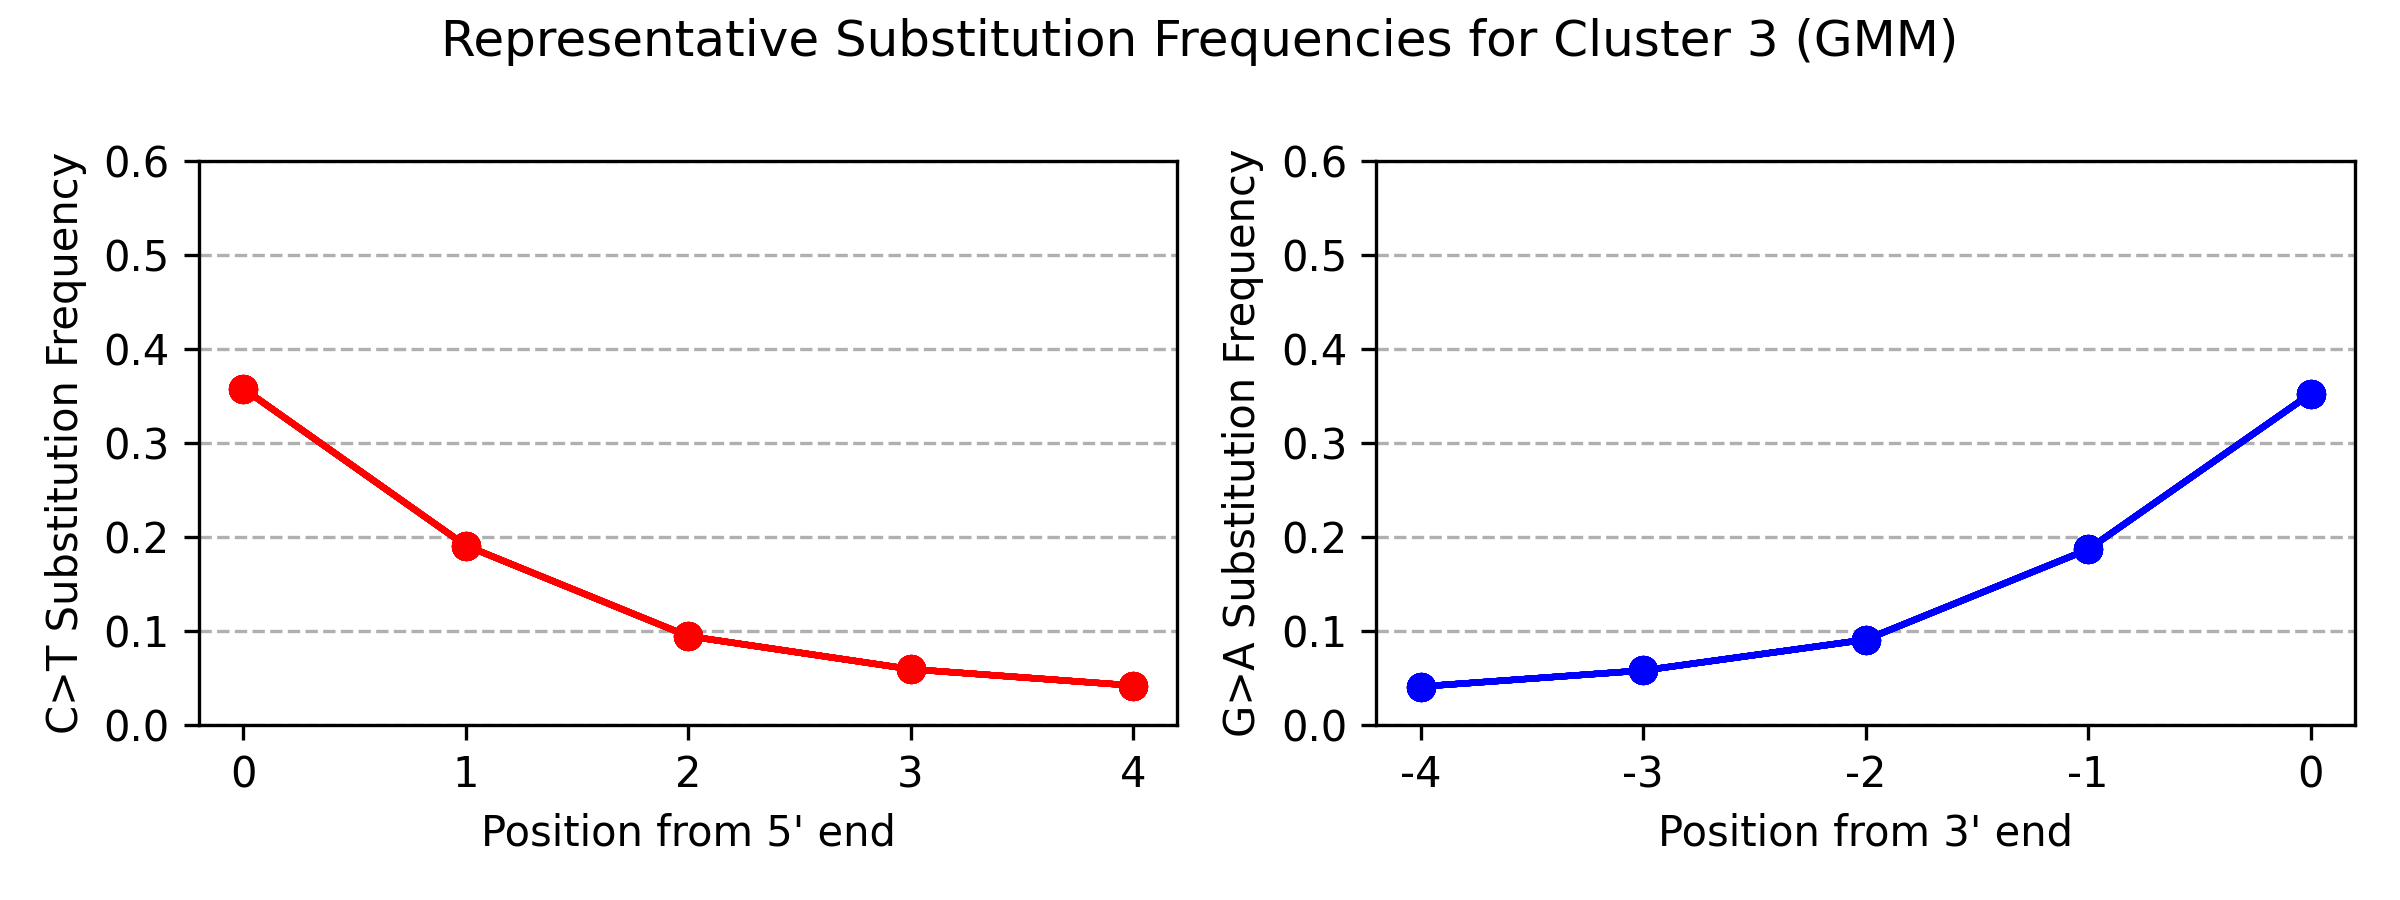 Representative Substitution Frequencies for Cluster 3 (GMM)
C>T Substitution Frequency
0.6
0.5
0.4
0.3
0.2
0.1
0.0
0 1 2 3 4
Position from 5' end
G>A Substitution Frequency
0.6
0.5
0.4
0.3
0.2
0.1
0.0
-4 -3 -2 -1 0
Position from 3' end